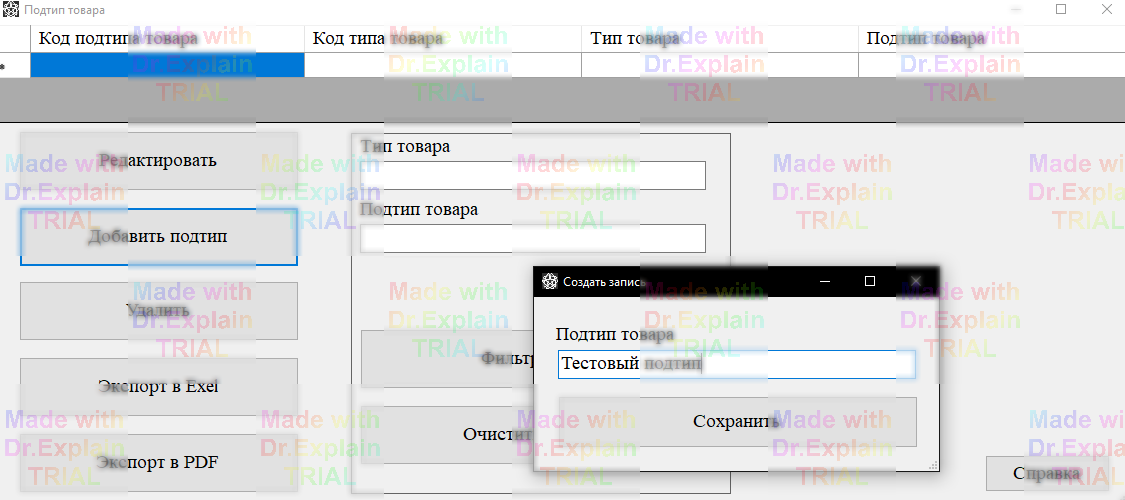 Подтип товара
Код подтипа товара Код типа товара Тип товара Подтип товара
Редактировать
Добавить подтип
Удалить
Экспорт в Exel
Экспорт в PDF
Тип товара
Подтип товара
Фильтр
Очистит
Создать запись
Подтип товара
Тестовый подтип
Сохранить
Справка
Made with
Dr.Explain
TRIAL